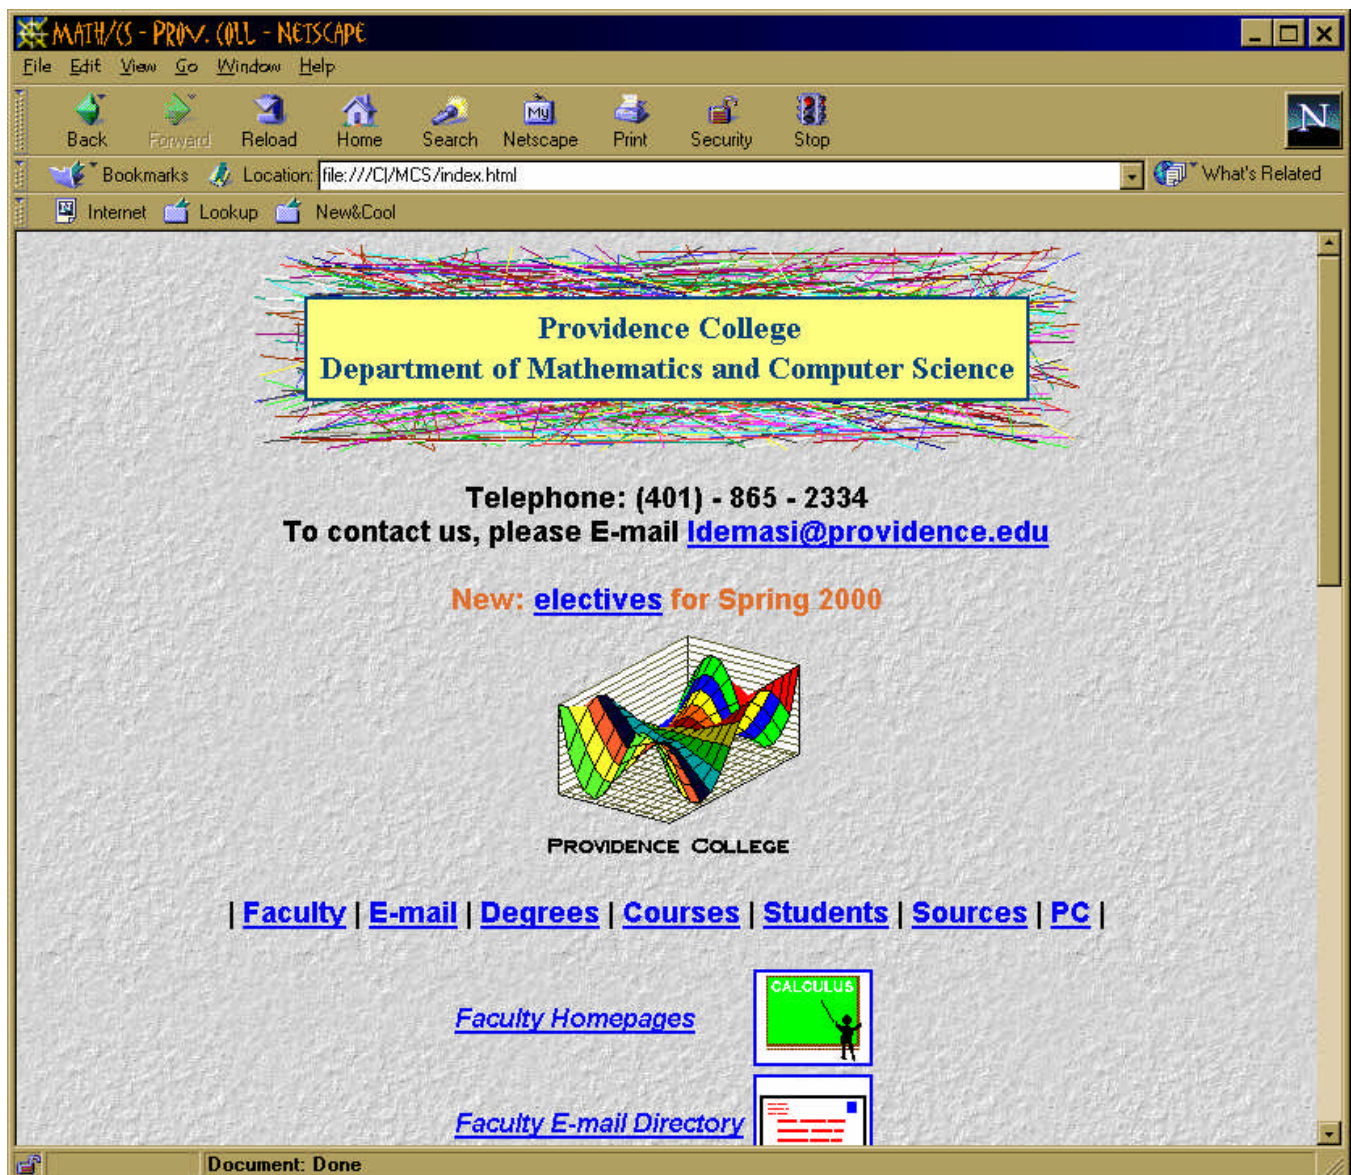 MATH/CS - PROV. COLL - NETSCAPE
File Edit View Go Window Help
Back Forward Reload Home Search Netscape Print Security Stop
My
N
Bookmarks Location: file:///C|/MCS/index.html What's Related
Internet Lookup New&Cool
Providence College
Department of Mathematics and Computer Science
Telephone: (401) - 865 - 2334
To contact us, please E-mail ldemasi@providence.edu
New: electives for Spring 2000
PROVIDENCE COLLEGE
| Faculty | E-mail | Degrees | Courses | Students | Sources | PC |
CALCULUS
Faculty Homepages
Faculty E-mail Directory
Document: Done